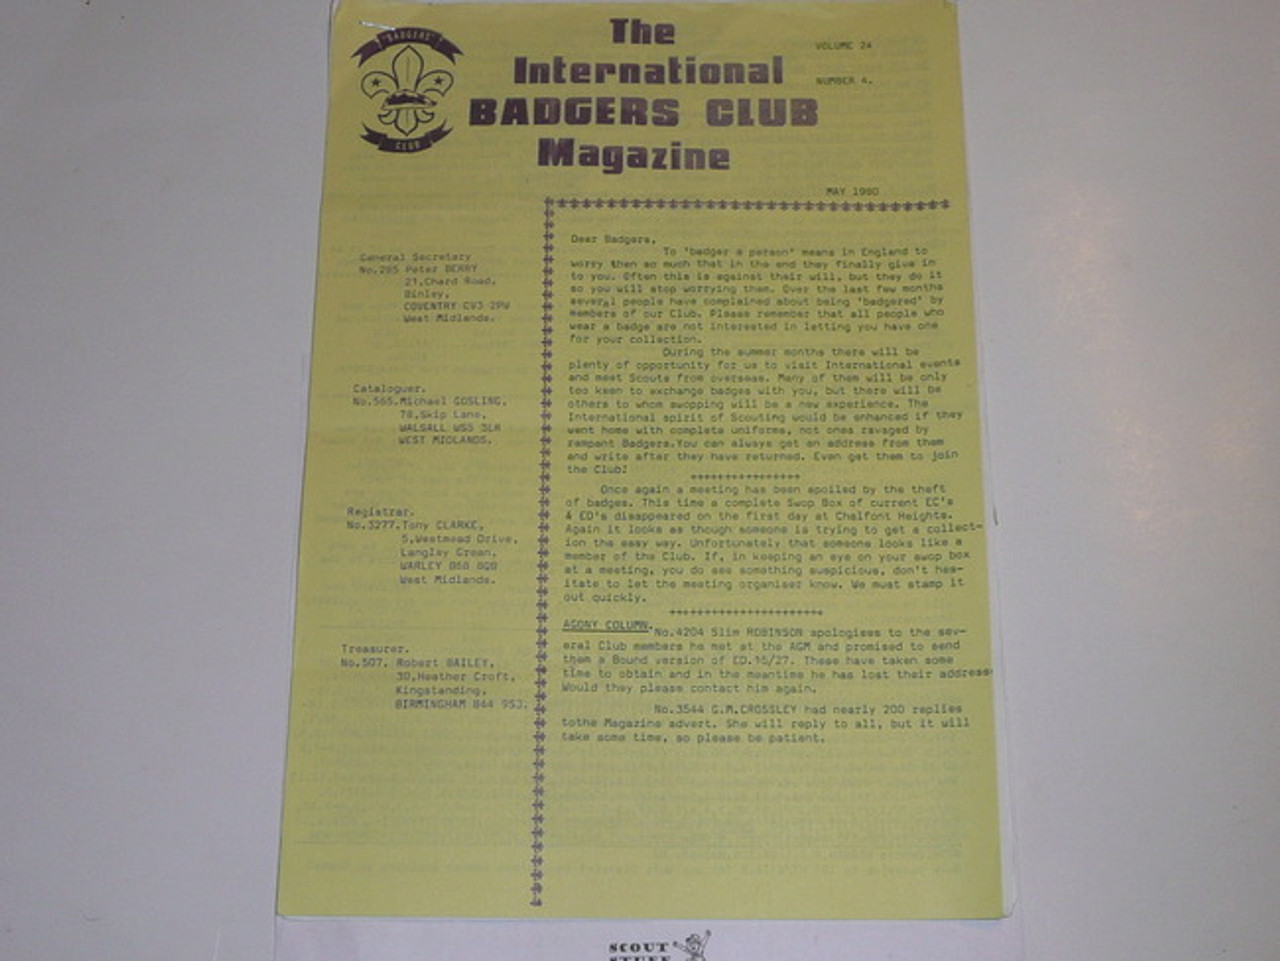 "BADGERS"
CLUB
The
International
BADGERS CLUB
Magazine
VOLUME 24
NUMBER 4.
MAY 1980
General Secretary
No.285 Peter BERRY
21,Chard Road,
Binley,
COVENTRY CV3 2PW
West Midlands.
Cataloguer.
No.565.Michael GOSLING,
78,Skip Lane,
WALSALL WS5 3LR
WEST MIDLANDS.
Registrar.
No.3277.Tony CLARKE,
5,Westmead Drive,
Langley Green,
WARLEY B68 8QB
West Midlands.
Treasurer.
No.507. Robert BAILEY,
30,Heather Croft,
Kingstanding,
BIRMINGHAM B44 9SJ.
Dear Badgers,
To 'badger a person' means in England to
worry them so much that in the end they finally give in
to you. Often this is against their will, but they do it
so you will stop worrying them. Over the last few months
several people have complained about being 'badgered' by
members of our Club. Please remember that all people who
wear a badge are not interested in letting you have one
for your collection.
During the summer months there will be
plenty of opportunity for us to visit International events
and meet Scouts from overseas. Many of them will be only
too keen to exchange badges with you, but there will be
others to whom swopping will be a new experience. The
International spirit of Scouting would be enhanced if they
went home with complete uniforms, not ones ravaged by
rampant Badgers.You can always get an address from them
and write after they have returned. Even get them to join
the Club!
++++++++++++++++
Once again a meeting has been spoiled by the theft
of badges. This time a complete Swop Box of current EC's
& ED's disappeared on the first day at Chalfont Heights.
Again it looks as though someone is trying to get a collect-
ion the easy way. Unfortunately that someone looks like a
member of the Club. If, in keeping an eye on your swop box
at a meeting, you do see something suspicious, don't hes-
itate to let the meeting organiser know. We must stamp it
out quickly.
++++++++++++++++++++++
AGONY COLUMN.
No.4204 Slim ROBINSON apologises to the sev-
eral Club members he met at the AGM and promised to send
them a Bound version of ED.16/27. These have taken some
time to obtain and in the meantime he has lost their address
Would they please contact him again.
No.3544 G.M.CROSSLEY had nearly 200 replies
tothe Magazine advert. She will reply to all, but it will
take some time, so please be patient.
SCOUT
STUFF